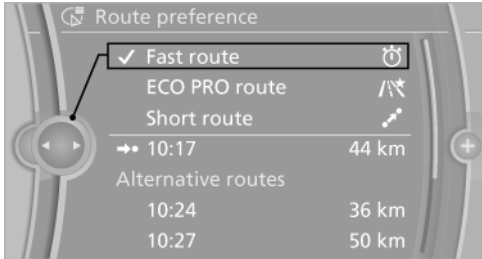 Route preference
Fast route
ECO PRO route
Short route
10:17 44 km
Alternative routes
10:24 36 km
10:27 50 km